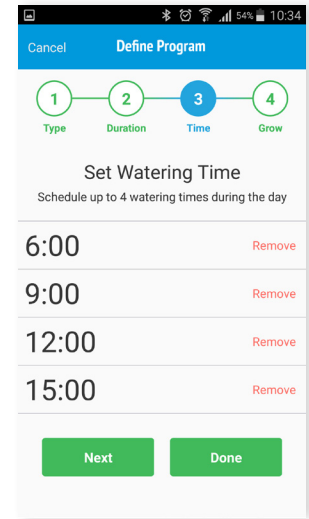 54% 10:34
Cancel Define Program
1 2 3 4
Type Duration Time Grow
Set Watering Time
Schedule up to 4 watering times during the day
6:00 Remove
9:00 Remove
12:00 Remove
15:00 Remove
Next Done